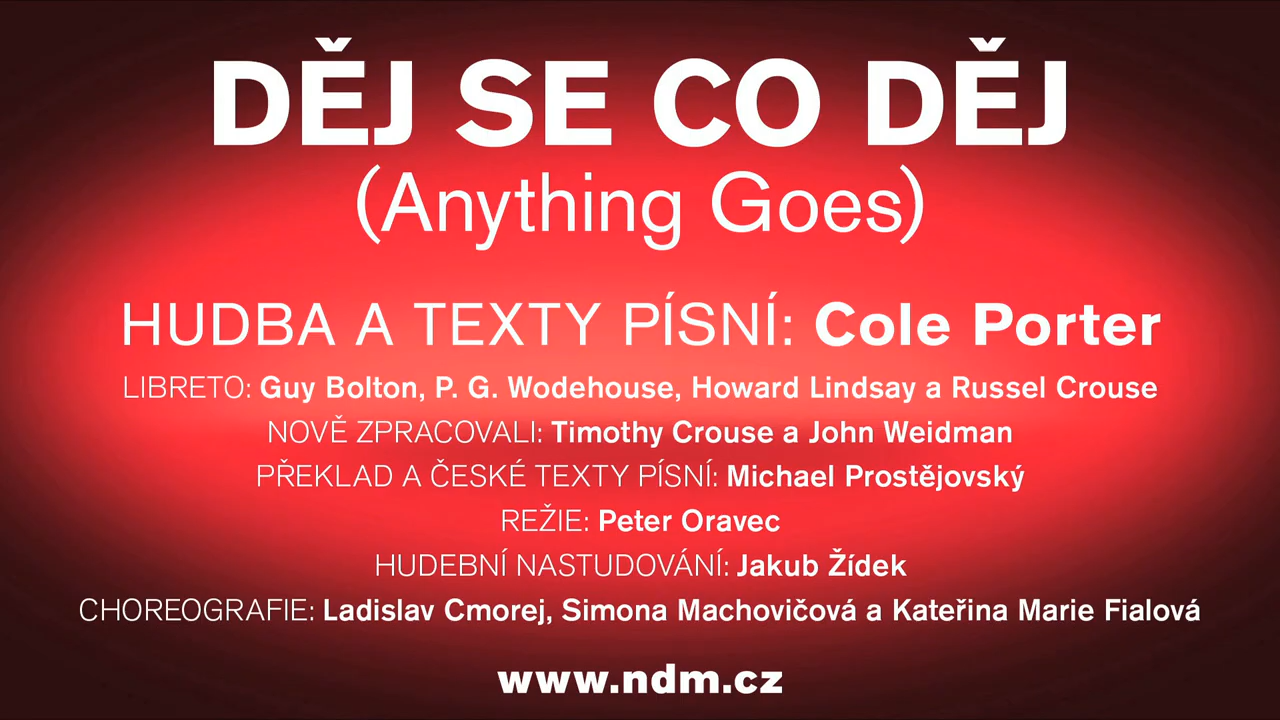 DĚJ SE CO DĚJ
(Anything Goes)
HUDBA A TEXTY PÍSNÍ: Cole Porter
LIBRETO: Guy Bolton, P. G. Wodehouse, Howard Lindsay a Russel Crouse
NOVĚ ZPRACOVALI: Timothy Crouse a John Weidman
PŘEKLAD A ČESKÉ TEXTY PÍSNÍ: Michael Prostějovský
REŽIE: Peter Oravec
HUDEBNÍ NASTUDOVÁNÍ: Jakub Žídek
CHOREOGRAFIE: Ladislav Cmorej, Simona Machovičová a Kateřina Marie Fialová
www.ndm.cz